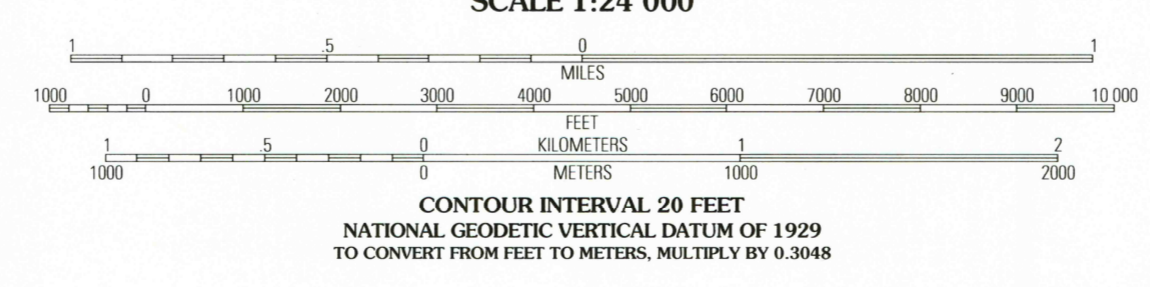 SCALE 1:24 000
1 .5 0 1
MILES
1000 0 1000 2000 3000 4000 5000 6000 7000 8000 9000 10 000
FEET
1 .5 0 KILOMETERS 1 2
1000 0 METERS 1000 2000
CONTOUR INTERVAL 20 FEET
NATIONAL GEODETIC VERTICAL DATUM OF 1929
TO CONVERT FROM FEET TO METERS, MULTIPLY BY 0.3048